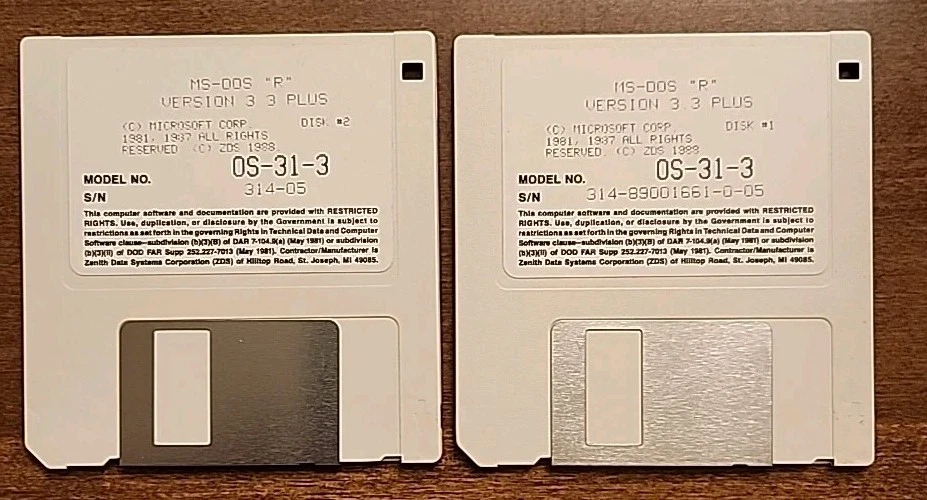 MS-DOS "R"
VERSION 3.3 PLUS
(C) MICROSOFT CORP. DISK #2
1981, 1987 ALL RIGHTS
RESERVED. (C) ZDS 1988.
MODEL NO. OS-31-3
S/N 314-05
This computer software and documentation are provided with RESTRICTED
RIGHTS. Use, duplication, or disclosure by the Government is subject to
restrictions as set forth in the governing Rights in Technical Data and Computer
Software clause—subdivision (b)(3)(B) of DAR 7-104.9(a) (May 1981) or subdivision
(b)(3)(ii) of DOD FAR Supp 252.227-7013 (May 1981). Contractor/Manufacturer is
Zenith Data Systems Corporation (ZDS) of Hilltop Road, St. Joseph, MI 49085.
MS-DOS "R"
VERSION 3.3 PLUS
(C) MICROSOFT CORP. DISK #1
1981, 1987 ALL RIGHTS
RESERVED. (C) ZDS 1988
MODEL NO. OS-31-3
S/N 314-89001661-0-05
This computer software and documentation are provided with RESTRICTED
RIGHTS. Use, duplication, or disclosure by the Government is subject to
restrictions as set forth in the governing Rights in Technical Data and Computer
Software clause—subdivision (b)(3)(B) of DAR 7-104.9(a) (May 1981) or subdivision
(b)(3)(ii) of DOD FAR Supp 252.227-7013 (May 1981). Contractor/Manufacturer is
Zenith Data Systems Corporation (ZDS) of Hilltop Road, St. Joseph, MI 49085.